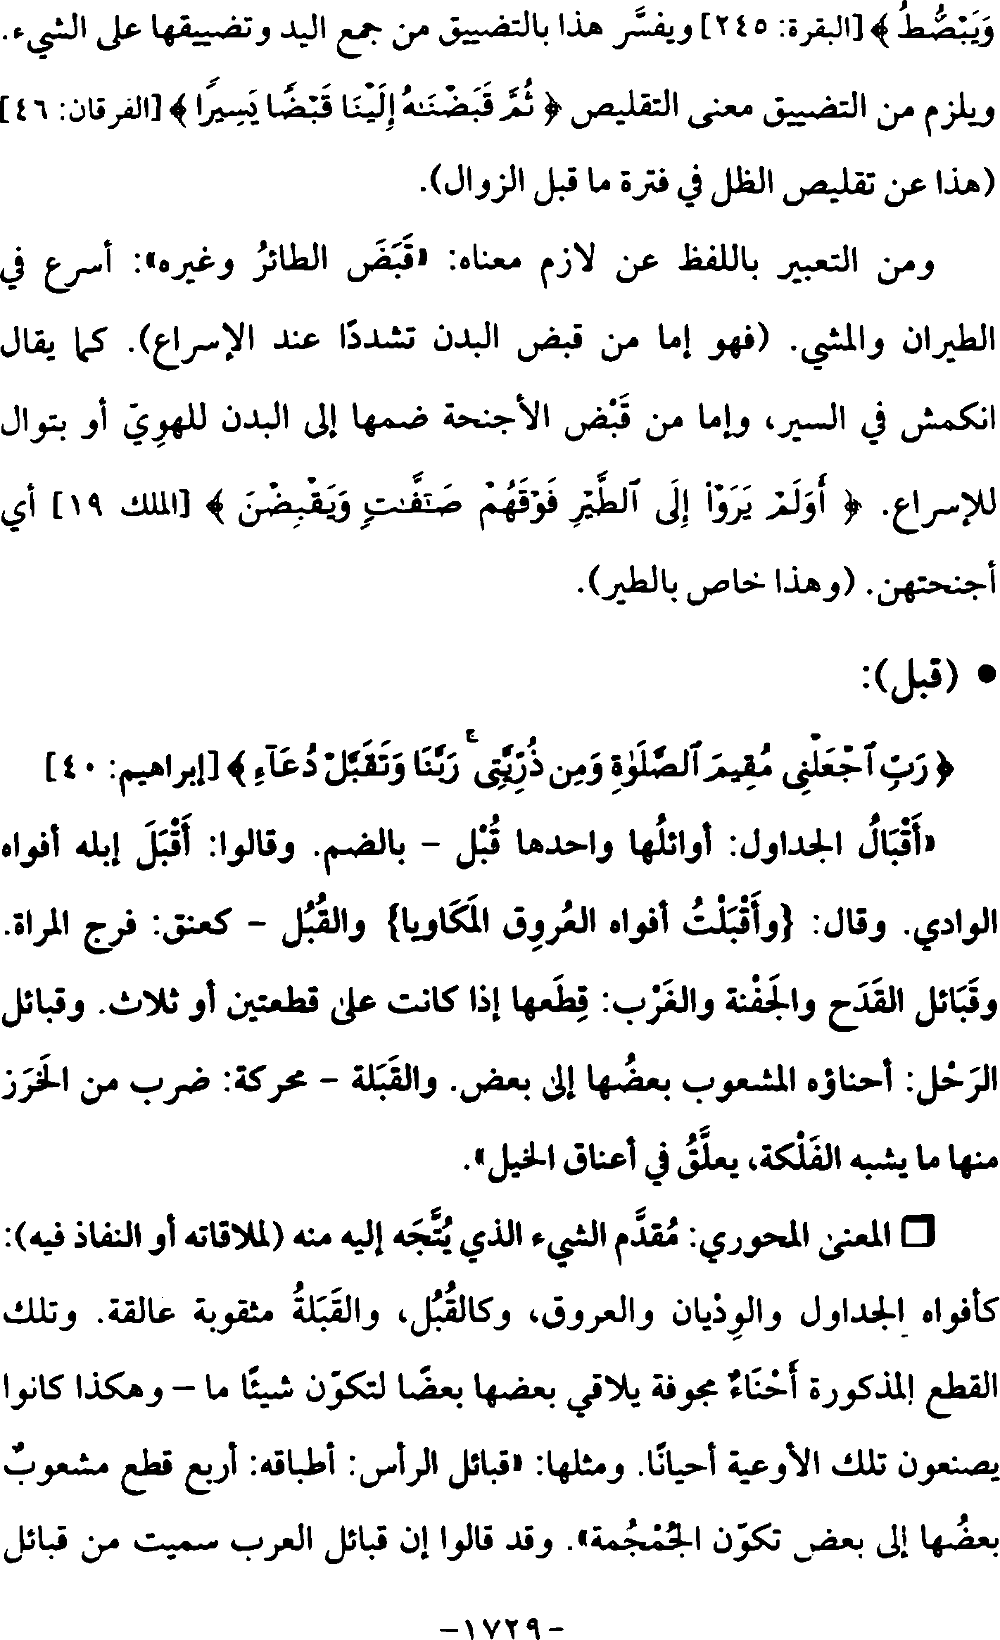 وَيَبْصُّطُ ﴾ [البقرة: ٢٤٥] ويفسَّر هذا بالتضييق من جمع اليد وتضييقها على الشيء.
ويلزم من التضييق معنى التقليص ﴿ ثُمَّ قَبَضْنَـٰهُ إِلَيْنَا قَبْضًا يَسِيرًا ﴾ [الفرقان: ٤٦]
(هذا عن تقليص الظل في فترة ما قبل الزوال).
ومن التعبير باللفظ عن لازم معناه: «قَبَضَ الطائرُ وغيره»: أسرع في
الطيران والمشي. (فهو إما من قبض البدن تشددًا عند الإسراع). كما يقال
انكمش في السير، وإما من قَبْض الأجنحة ضمها إلى البدن للهوِيّ أو بتوال
للإسراع. ﴿ أَوَلَمْ يَرَوْاْ إِلَى ٱلطَّيْرِ فَوْقَهُمْ صَـٰٓفَّـٰتٍ وَيَقْبِضْنَ ﴾ [الملك ١٩] أي
أجنحتهن. (وهذا خاص بالطير).
● (قبل):
﴿ رَبِّ ٱجْعَلْنِى مُقِيمَ ٱلصَّلَوٰةِ وَمِن ذُرِّيَّتِى ۚ رَبَّنَا وَتَقَبَّلْ دُعَآءِ ﴾ [إبراهيم: ٤٠]
«أَقْبَالُ الجداول: أوائلُها واحدها قُبْل – بالضم. وقالوا: أَقْبَلَ إبله أفواه
الوادي. وقال: {وأَقْبَلْتُ أفواه العُروِق المَكَاويا} والقُبُل – كعنق: فرج المراة.
وقَبَائل القَدَح والجَفْنة والغَرْب: قِطَعها إذا كانت على قطعتين أو ثلاث. وقبائل
الرَحْل: أحناؤه المشعوب بعضُها إلى بعض. والقَبَلة – محركة: ضرب من الخَرَز
منها ما يشبه الفَلْكة، يعلَّقُ في أعناق الخيل».
❒ المعنى المحوري: مُقدَّم الشيء الذي يُتَّجَه إليه منه (لملاقاته أو النفاذ فيه):
كأفواه الجداول والوِدْيان والعروق، وكالقُبُل، والقَبَلةُ مثقوبة عالقة. وتلك
القطع المذكورة أَحْنَاءٌ مجوفة يلاقي بعضها بعضًا لتكوّن شيئًا ما – وهكذا كانوا
يصنعون تلك الأوعية أحيانًا. ومثلها: «قبائل الرأس: أطباقه: أربع قطع مشعوبٌ
بعضُها إلى بعض تكوّن الجُمْجُمة». وقد قالوا إن قبائل العرب سميت من قبائل
-١٧٢٩-